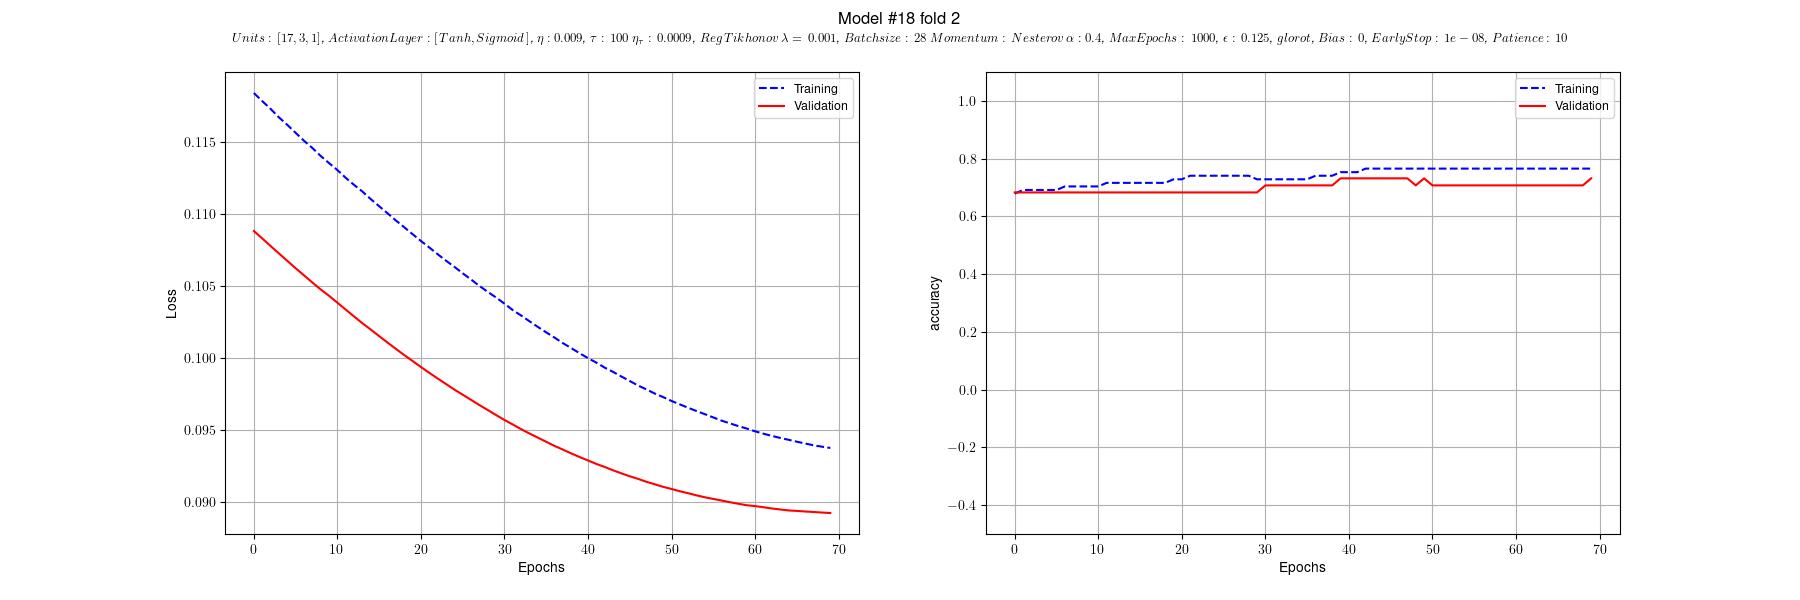 Model #18 fold 2
Units : [17, 3, 1], ActivationLayer : [Tanh, Sigmoid], η : 0.009, τ : 100 ητ : 0.0009, RegTikhonov λ = 0.001, Batchsize : 28 Momentum : Nesterov α : 0.4, MaxEpochs : 1000, ϵ : 0.125, glorot, Bias : 0, EarlyStop : 1e − 08, Patience : 10
Training
Validation
0.115
0.110
0.105
0.100
0.095
0.090
Loss
0 10 20 30 40 50 60 70
Epochs
Training
Validation
1.0
0.8
0.6
0.4
0.2
0.0
−0.2
−0.4
accuracy
0 10 20 30 40 50 60 70
Epochs